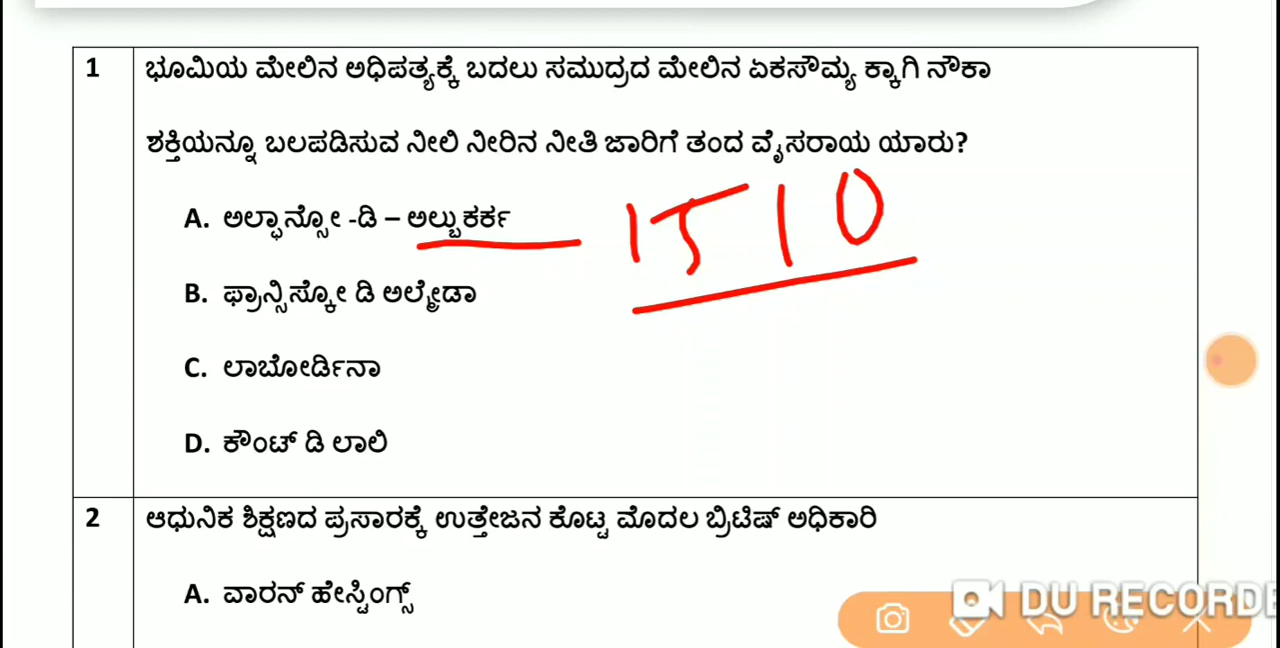 1
ಭೂಮಿಯ ಮೇಲಿನ ಅಧಿಪತ್ಯಕ್ಕೆ ಬದಲು ಸಮುದ್ರದ ಮೇಲಿನ ಏಕಸೌಮ್ಯ ಕ್ಕಾಗಿ ನೌಕಾ
ಶಕ್ತಿಯನ್ನೂ ಬಲಪಡಿಸುವ ನೀಲಿ ನೀರಿನ ನೀತಿ ಜಾರಿಗೆ ತಂದ ವೈಸರಾಯ ಯಾರು?
A. ಅಲ್ಫಾನ್ಸೋ -ಡಿ – ಅಲ್ಬುಕರ್ಕ
1510
B. ಫ್ರಾನ್ಸಿಸ್ಕೋ ಡಿ ಅಲ್ಮೇಡಾ
C. ಲಾಬೋರ್ಡಿನಾ
D. ಕೌಂಟ್ ಡಿ ಲಾಲಿ
2
ಆಧುನಿಕ ಶಿಕ್ಷಣದ ಪ್ರಸಾರಕ್ಕೆ ಉತ್ತೇಜನ ಕೊಟ್ಟ ಮೊದಲ ಬ್ರಿಟಿಷ್ ಅಧಿಕಾರಿ
A. ವಾರನ್ ಹೇಸ್ಟಿಂಗ್ಸ್
DU RECORDE